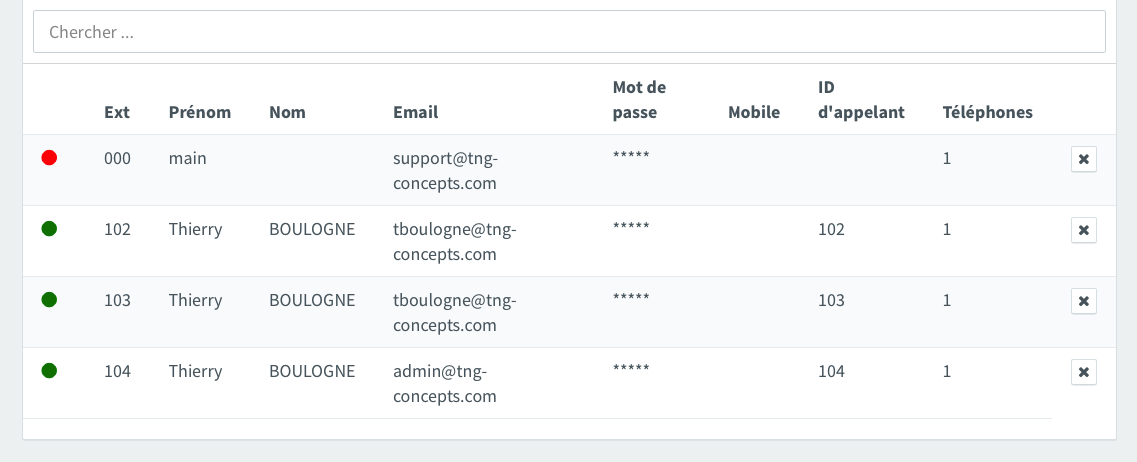 Chercher ...
Ext Prénom Nom Email Mot de passe Mobile ID d'appelant Téléphones
000 main support@tng-concepts.com ***** 1 ✖
102 Thierry BOULOGNE tboulogne@tng-concepts.com ***** 102 1 ✖
103 Thierry BOULOGNE tboulogne@tng-concepts.com ***** 103 1 ✖
104 Thierry BOULOGNE admin@tng-concepts.com ***** 104 1 ✖